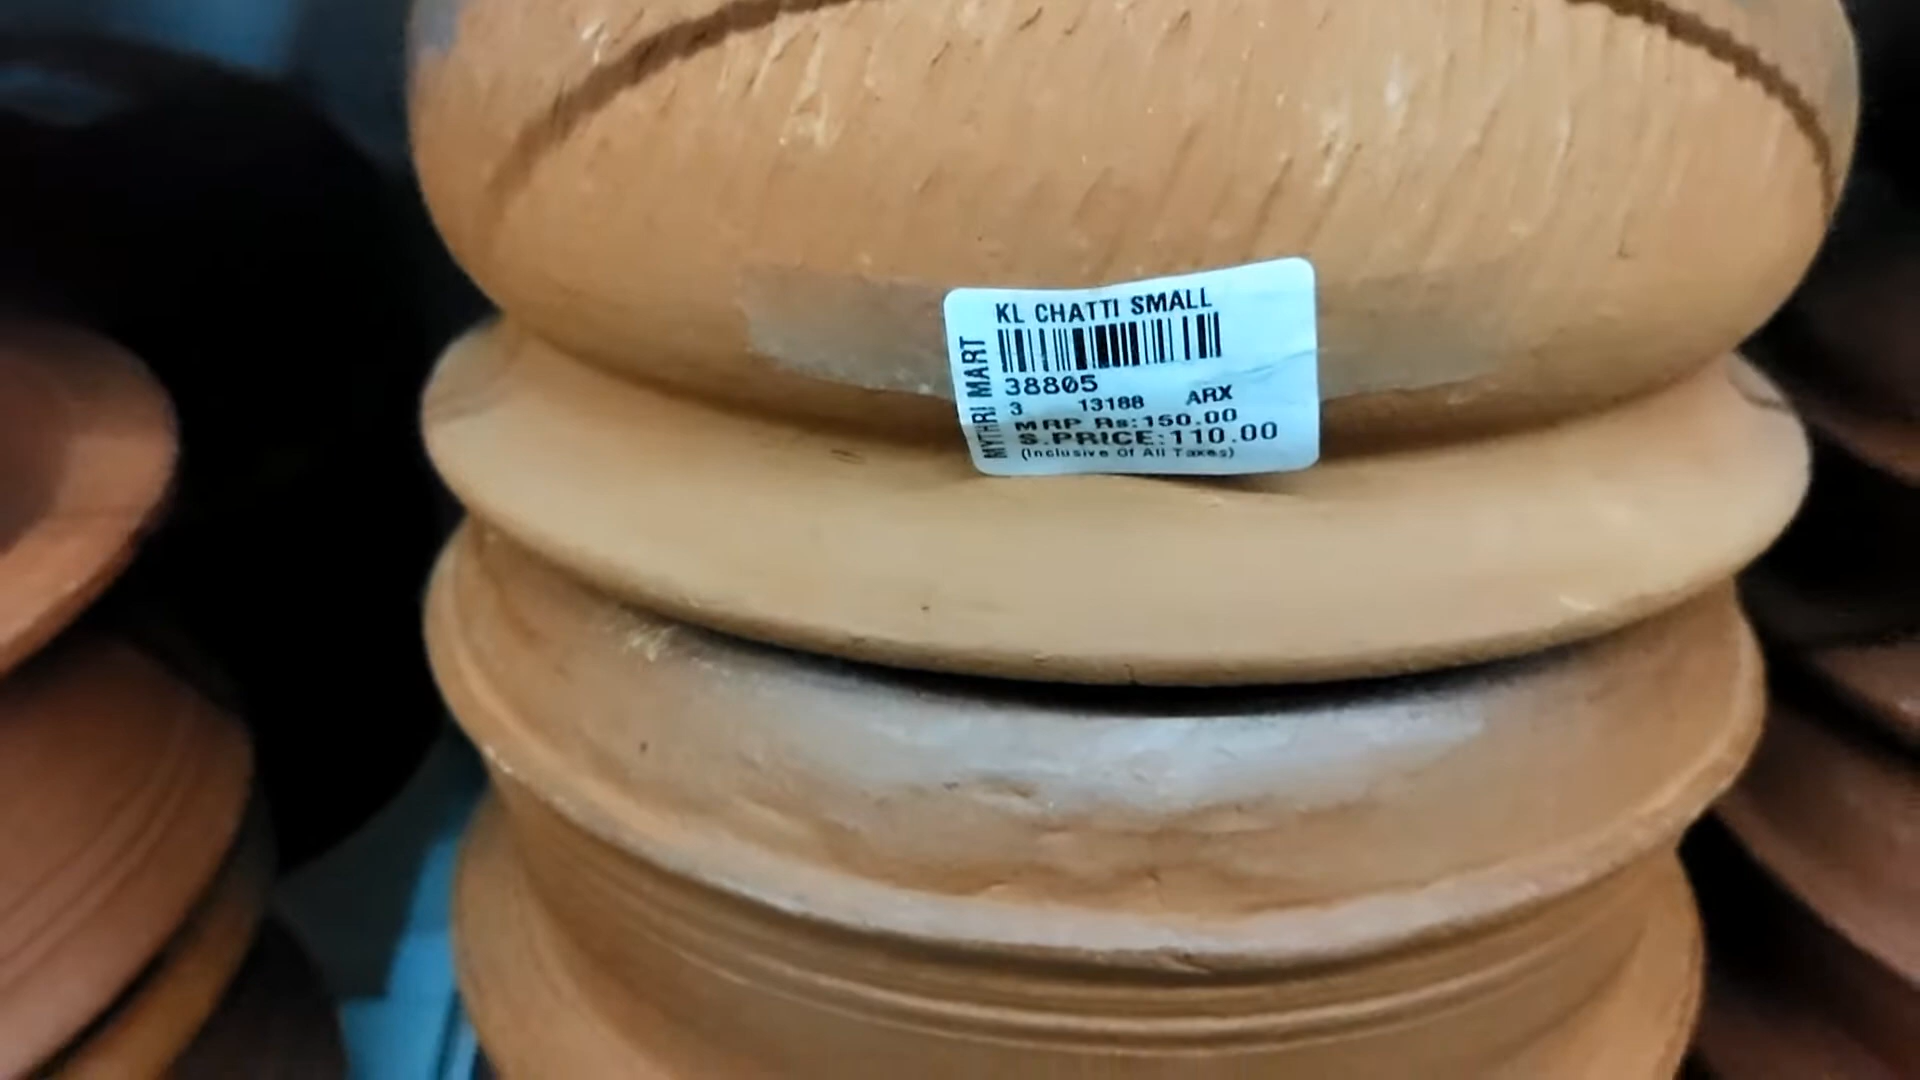 KL CHATTI SMALL
MYTHRI MART
38805
3 13188 ARX
MRP Rs:150.00
S.PRICE:110.00
(Inclusive Of All Taxes)